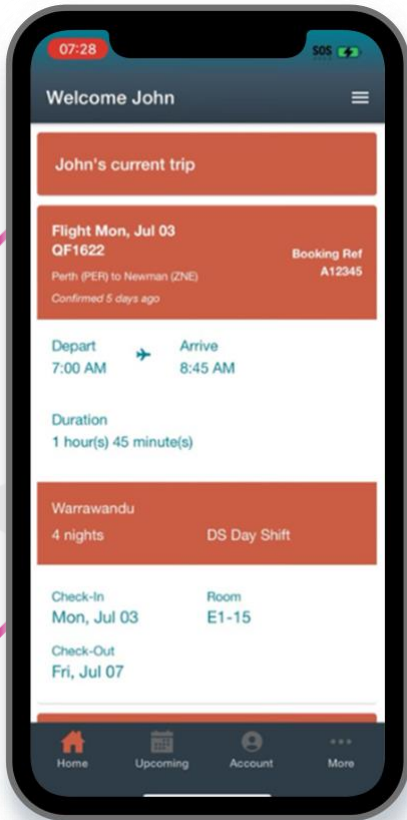 07:28
SOS
Welcome John
John's current trip
Flight Mon, Jul 03
QF1622
Booking Ref
A12345
Perth (PER) to Newman (ZNE)
Confirmed 5 days ago
Depart Arrive
7:00 AM 8:45 AM
Duration
1 hour(s) 45 minute(s)
Warrawandu
4 nights DS Day Shift
Check-In Room
Mon, Jul 03 E1-15
Check-Out
Fri, Jul 07
Home Upcoming Account More